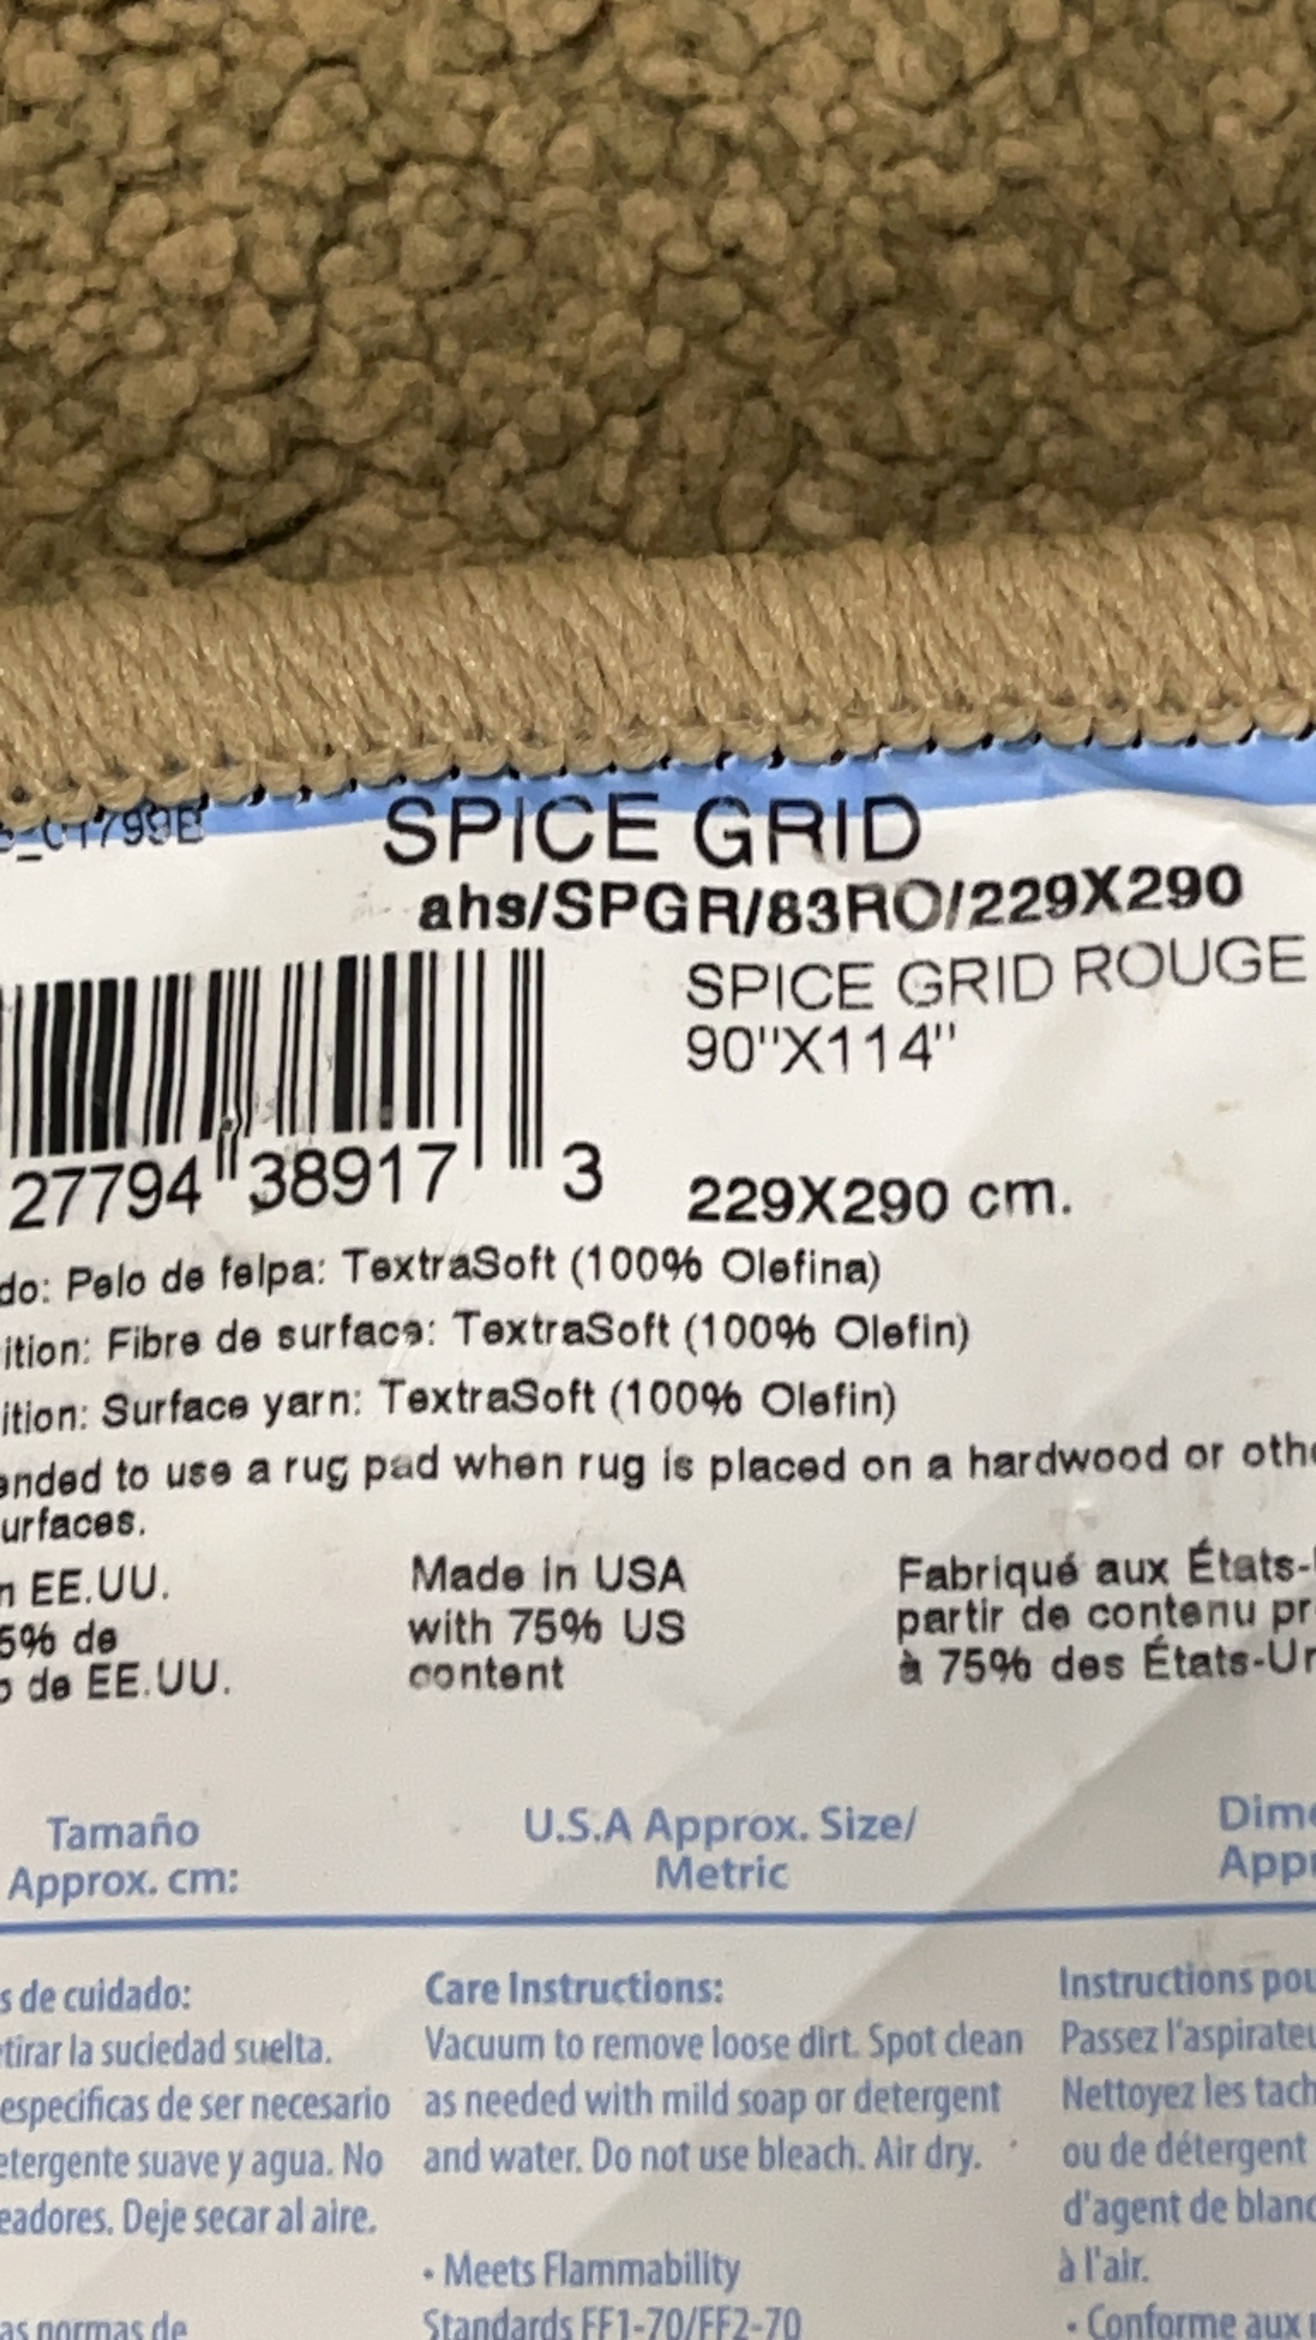 SPICE GRID
ahs/SPGR/83RO/229X290
SPICE GRID ROUGE
90"X114"
27794 38917 3
229X290 cm.
do: Pelo de felpa: TextraSoft (100% Olefina)
ition: Fibre de surface: TextraSoft (100% Olefin)
ition: Surface yarn: TextraSoft (100% Olefin)
ended to use a rug pad when rug is placed on a hardwood or othe
urfaces.
n EE.UU.
5% de
o de EE.UU.
Made in USA
with 75% US
content
Fabriqué aux États-
partir de contenu pr
à 75% des États-Un
Tamaño
Approx. cm:
U.S.A Approx. Size/
Metric
Dime
Appr
s de cuidado:
tirar la suciedad suelta.
especificas de ser necesario
etergente suave y agua. No
eadores. Deje secar al aire.
as normas de
Care Instructions:
Vacuum to remove loose dirt. Spot clean
as needed with mild soap or detergent
and water. Do not use bleach. Air dry.
• Meets Flammability
Standards FF1-70/FF2-70
Instructions pou
Passez l'aspirateu
Nettoyez les tach
ou de détergent
d'agent de blanc
à l'air.
• Conforme aux